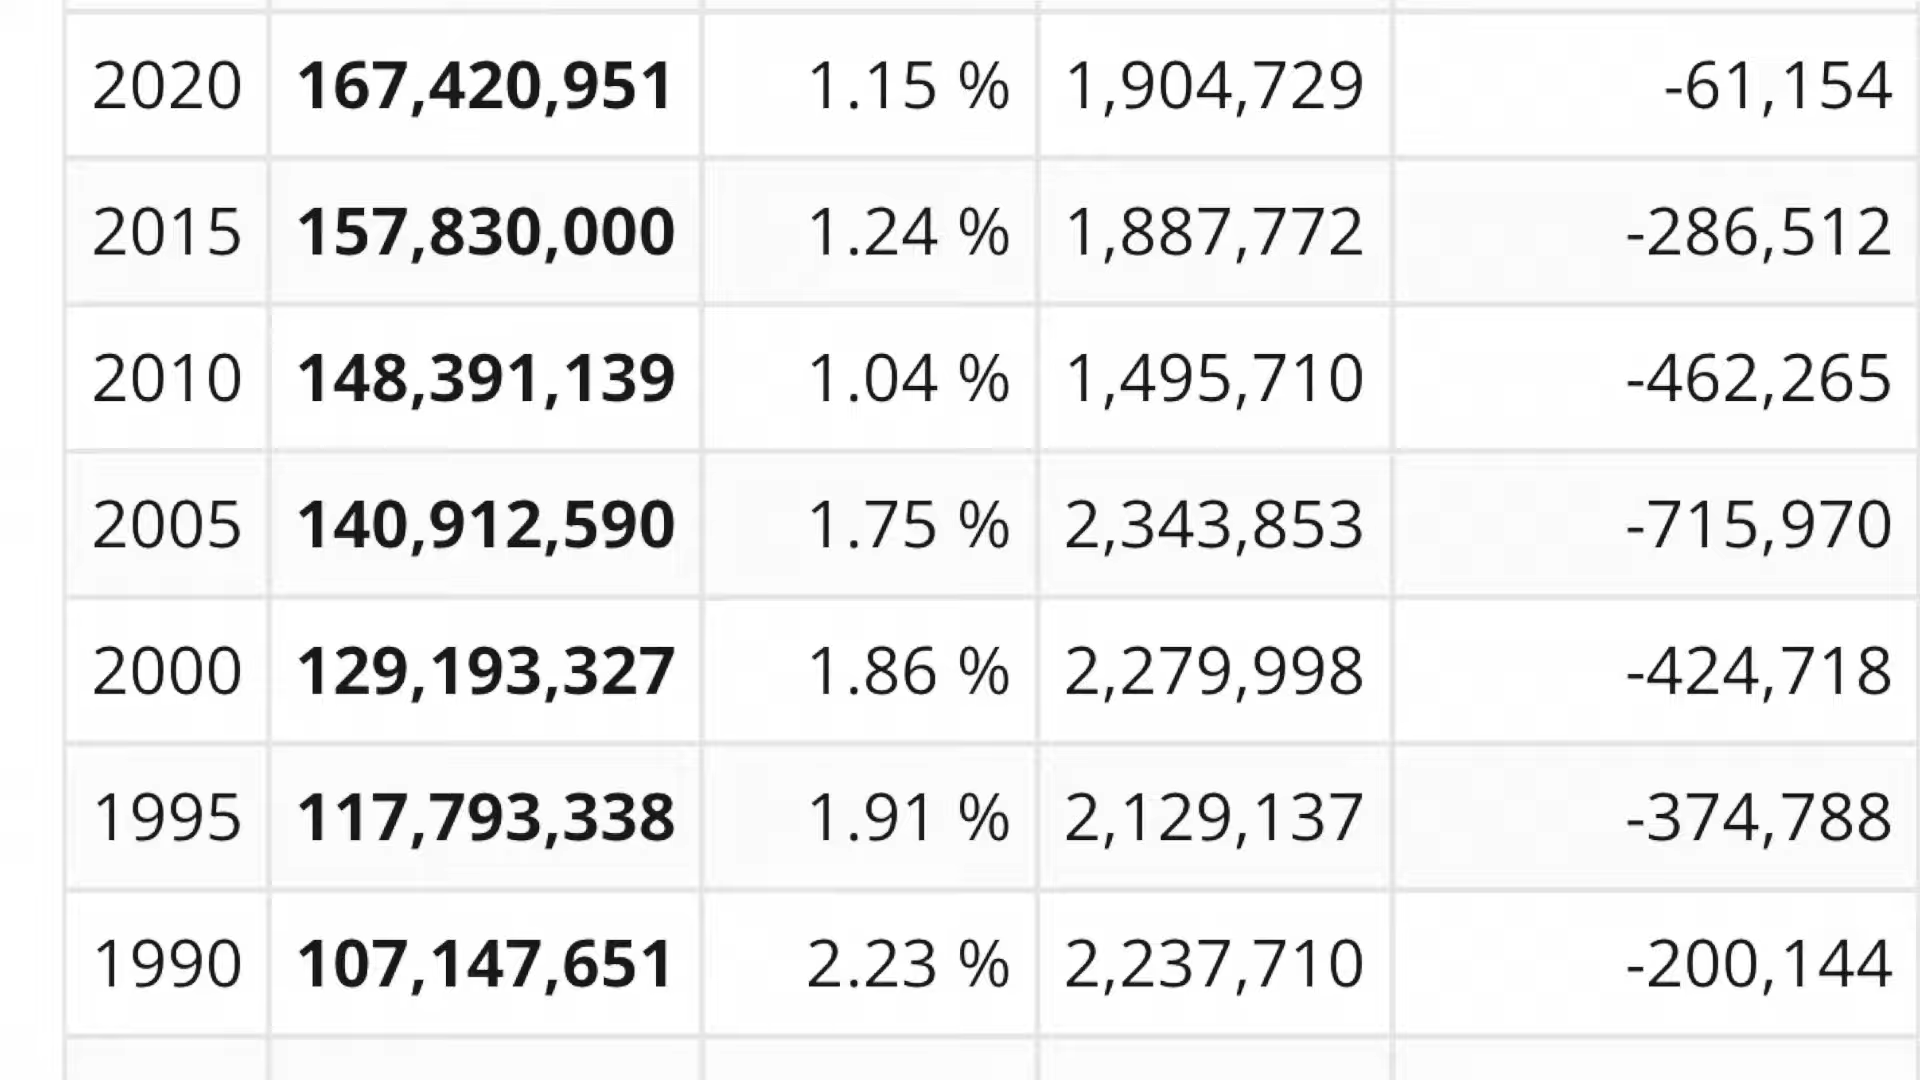 2020 167,420,951 1.15 % 1,904,729 -61,154
2015 157,830,000 1.24 % 1,887,772 -286,512
2010 148,391,139 1.04 % 1,495,710 -462,265
2005 140,912,590 1.75 % 2,343,853 -715,970
2000 129,193,327 1.86 % 2,279,998 -424,718
1995 117,793,338 1.91 % 2,129,137 -374,788
1990 107,147,651 2.23 % 2,237,710 -200,144